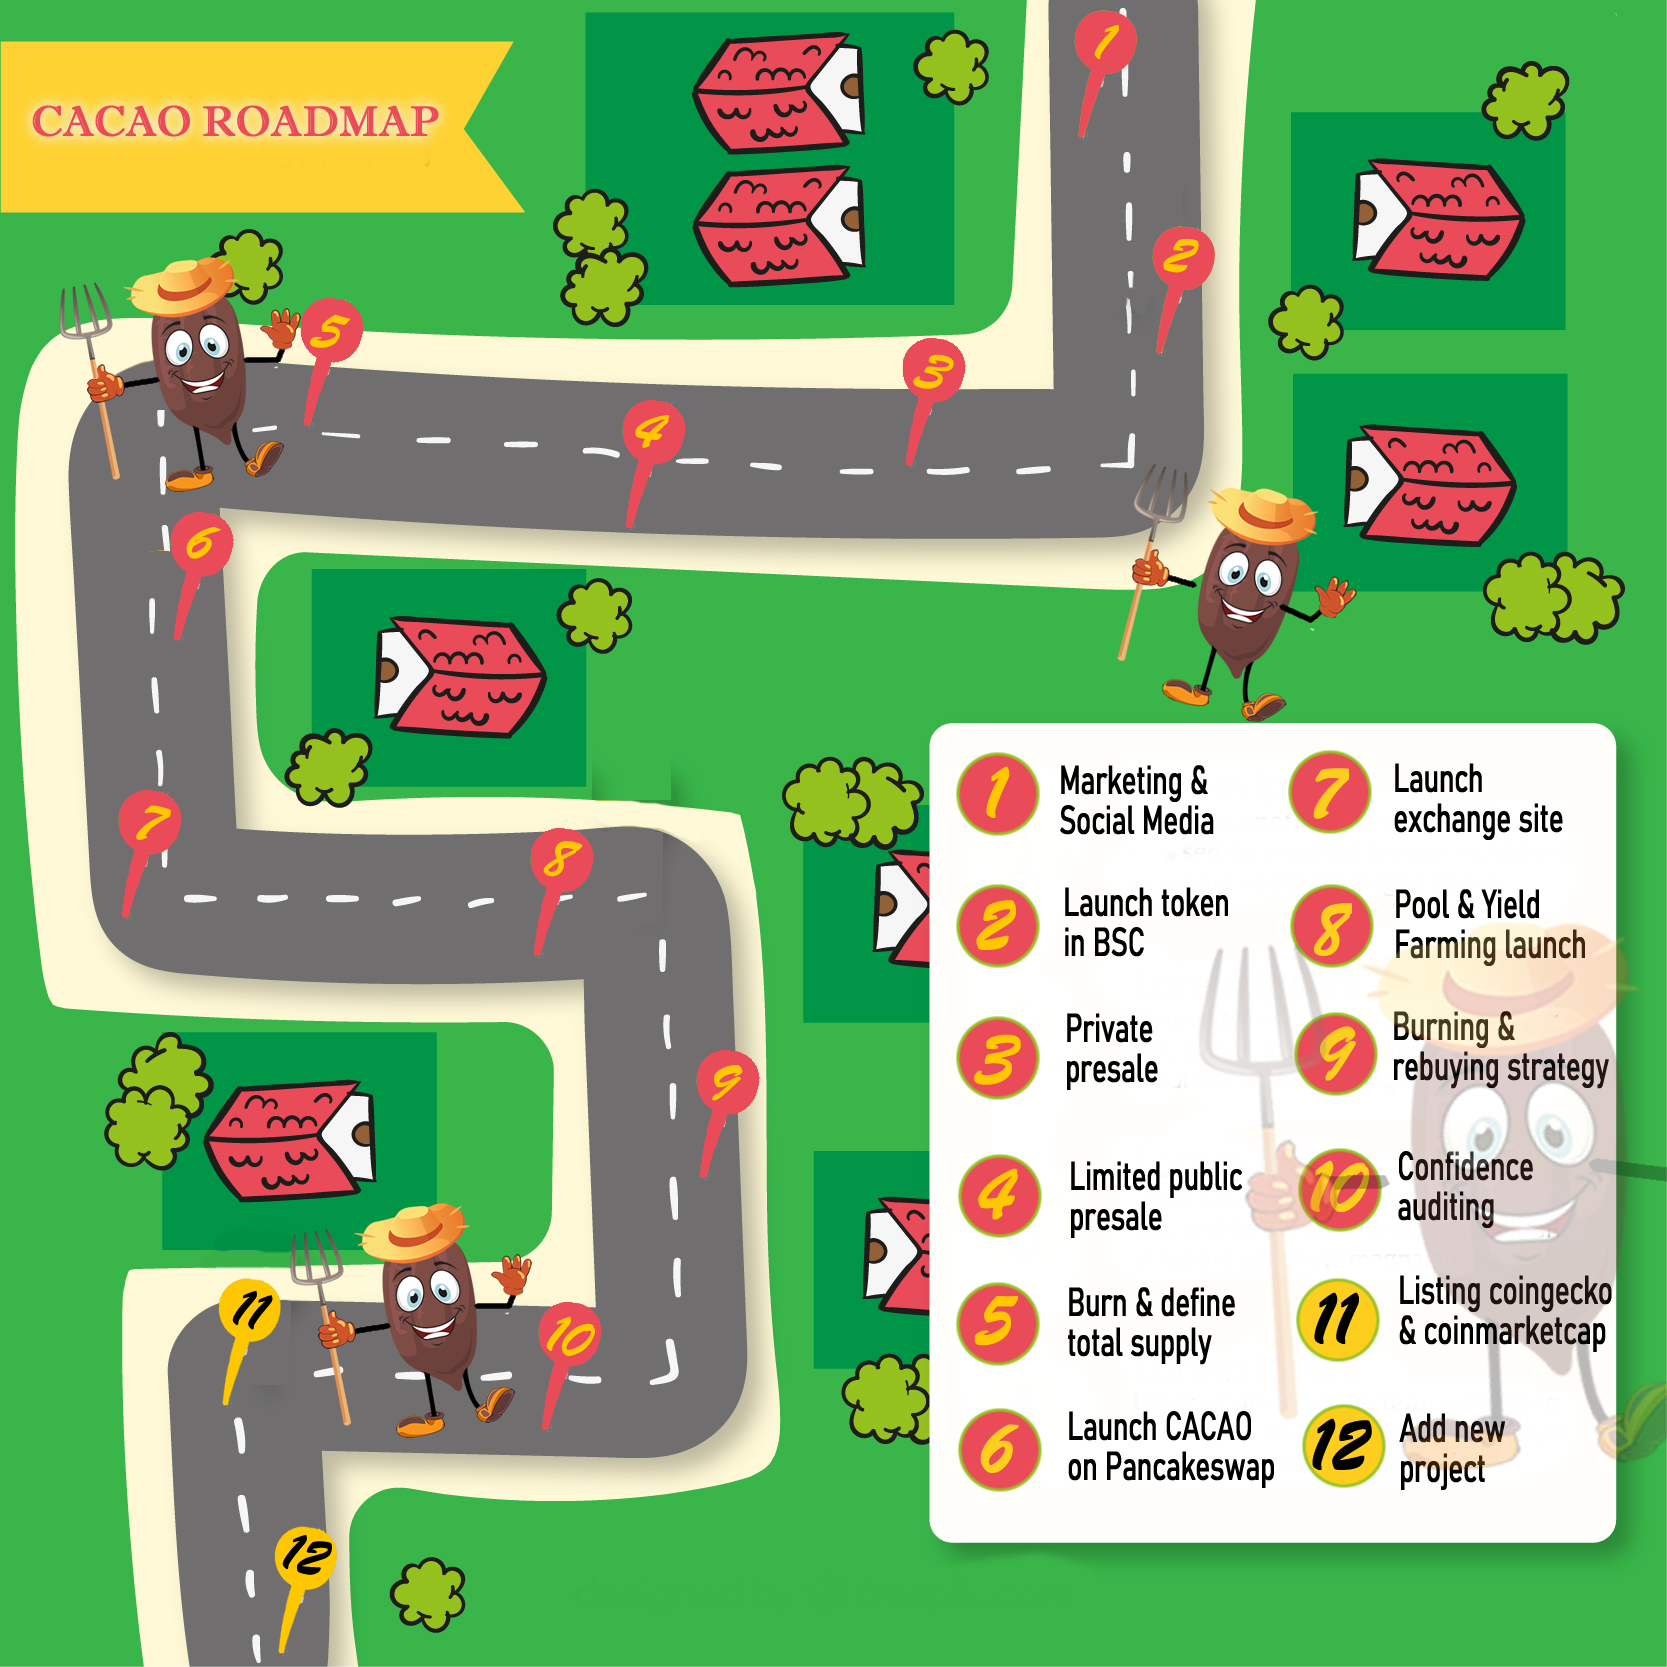 CACAO ROADMAP
1
2
3
4
5
6
7
8
9
10
11
12
1 Marketing &
Social Media
2 Launch token
in BSC
3 Private
presale
4 Limited public
presale
5 Burn & define
total supply
6 Launch CACAO
on Pancakeswap
7 Launch
exchange site
8 Pool & Yield
Farming launch
9 Burning &
rebuying strategy
10 Confidence
auditing
11 Listing coingecko
& coinmarketcap
12 Add new
project